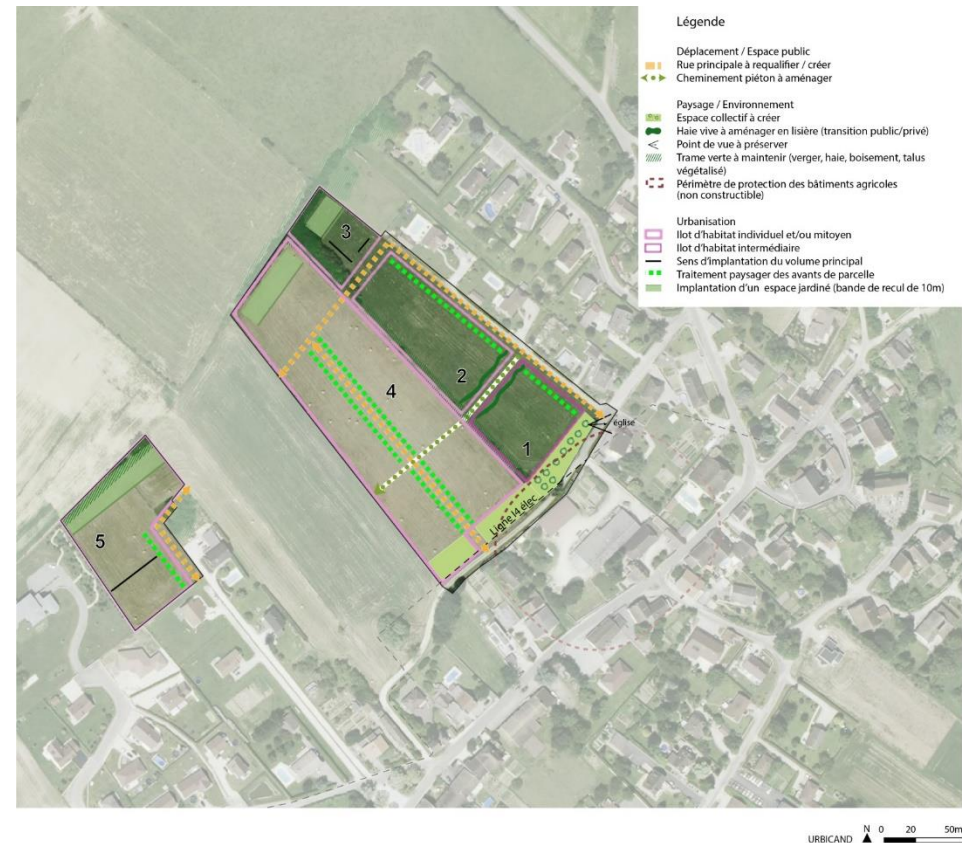 Légende
Déplacement / Espace public
Rue principale à requalifier / créer
Cheminement piéton à aménager
Paysage / Environnement
Espace collectif à créer
Haie vive à aménager en lisière (transition public/privé)
Point de vue à préserver
Trame verte à maintenir (verger, haie, boisement, talus
végétalisé)
Périmètre de protection des bâtiments agricoles
(non constructible)
Urbanisation
Ilot d'habitat individuel et/ou mitoyen
Ilot d'habitat intermédiaire
Sens d'implantation du volume principal
Traitement paysager des avants de parcelle
Implantation d'un espace jardiné (bande de recul de 10m)
3
2
4
1
église
Ligne 14 élec
5
URBICAND
N 0 20 50m